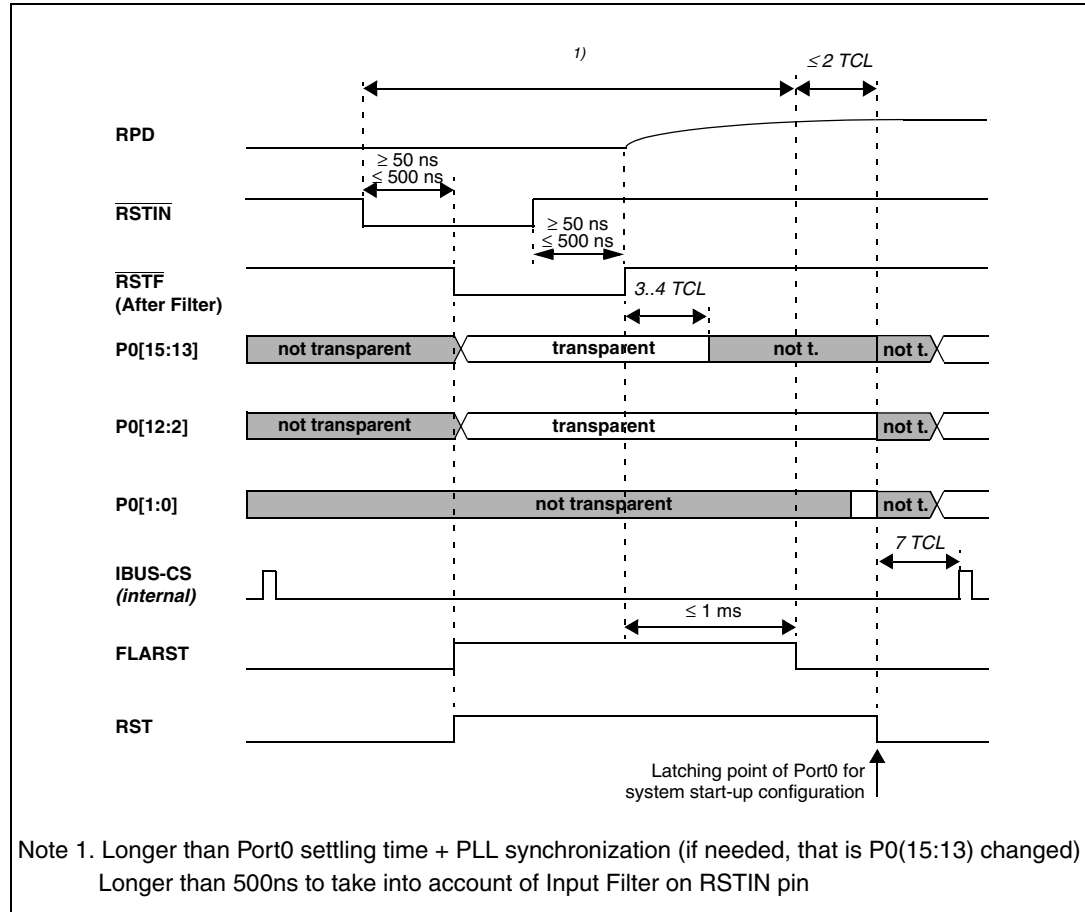 1)
≤ 2 TCL
RPD
≥ 50 ns
≤ 500 ns
RSTIN
≥ 50 ns
≤ 500 ns
RSTF
(After Filter)
3..4 TCL
P0[15:13]
not transparent
transparent
not t.
not t.
P0[12:2]
not transparent
transparent
not t.
P0[1:0]
not transparent
not t.
7 TCL
IBUS-CS
(internal)
≤ 1 ms
FLARST
RST
Latching point of Port0 for
system start-up configuration
Note 1. Longer than Port0 settling time + PLL synchronization (if needed, that is P0(15:13) changed)
Longer than 500ns to take into account of Input Filter on RSTIN pin